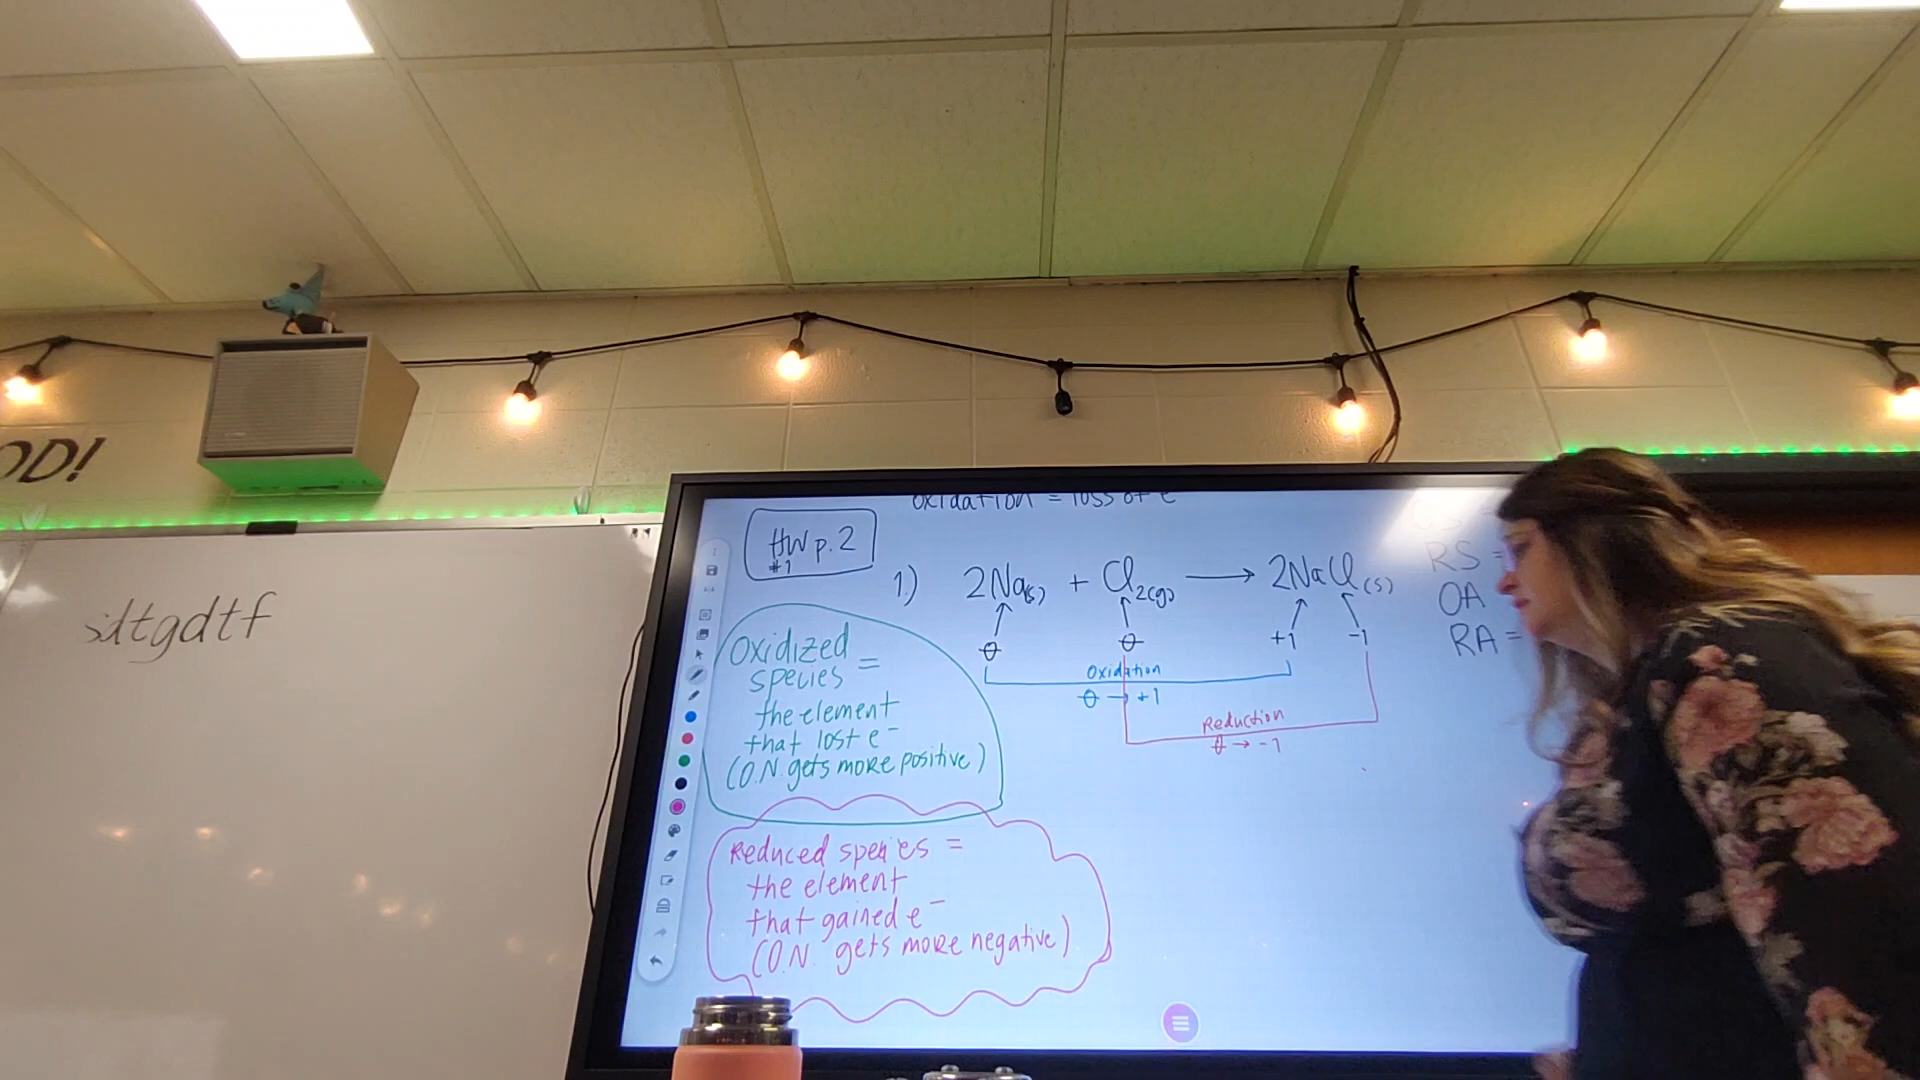 OD!
sdtgdtf
oxidation = loss of e
HW p. 2
#1
1.) 2Na(s) + Cl2(g) → 2NaCl(s)
0 0 +1 -1
Oxidation
0 → +1
Reduction
0 → -1
Oxidized
species =
the element
that lost e-
(O.N. gets more positive)
Reduced species =
the element
that gained e-
(O.N. gets more negative)
RS =
OA
RA =